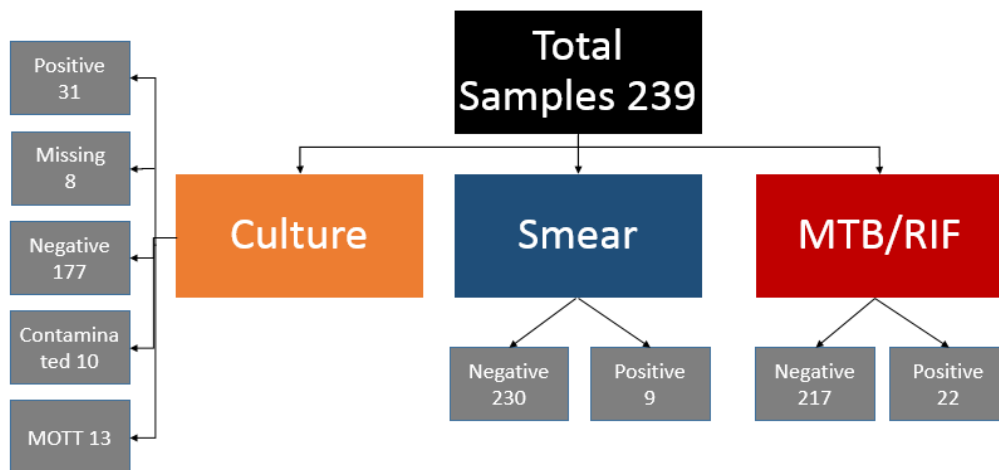 Total
Samples 239
Positive
31
Missing
8
Negative
177
Contamina
ted 10
MOTT 13
Culture
Smear
MTB/RIF
Negative
230
Positive
9
Negative
217
Positive
22